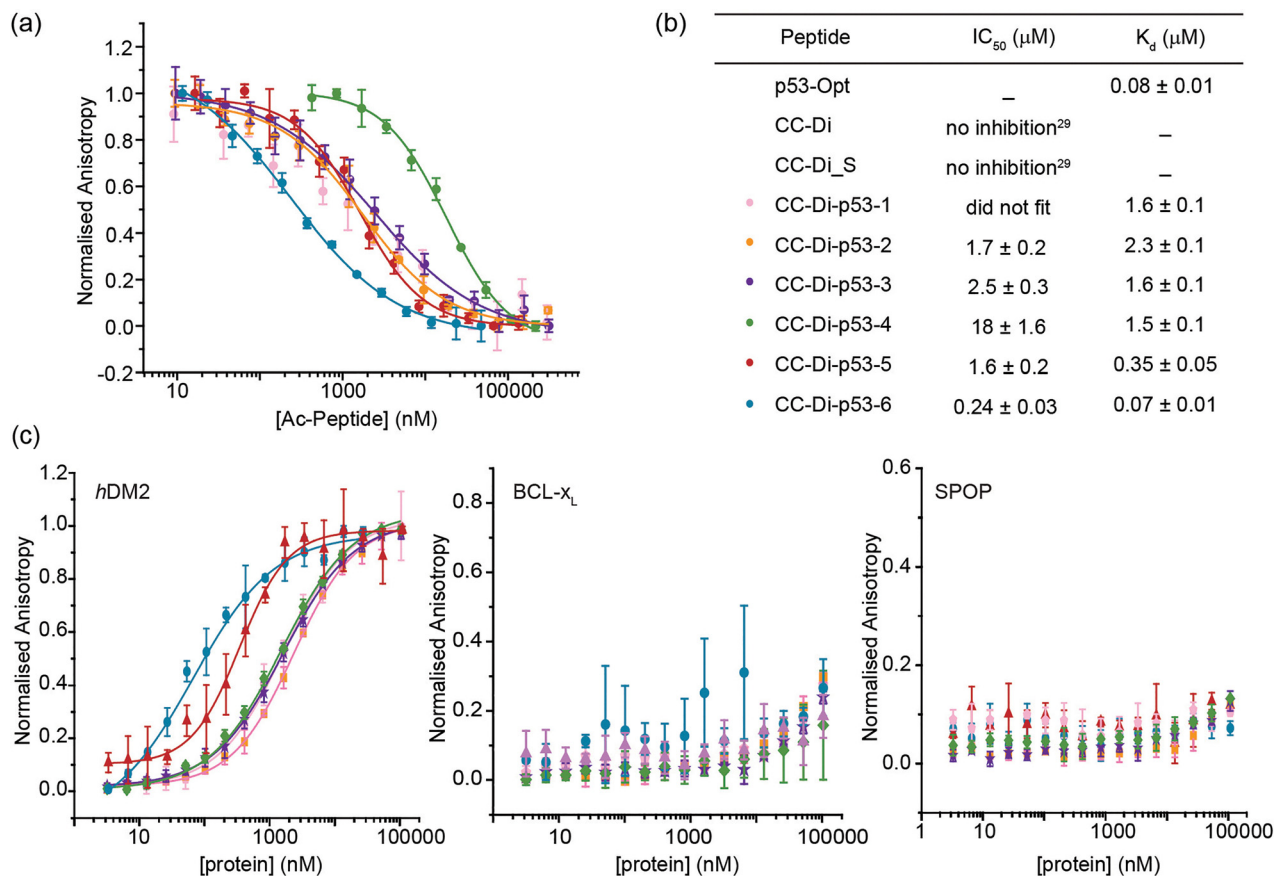 (a)
Normalised Anisotropy
1.2
1.0
0.8
0.6
0.4
0.2
0.0
-0.2
10
1000
100000
[Ac-Peptide] (nM)
(b)
Peptide IC50 (μM) Kd (μM)
p53-Opt – 0.08 ± 0.01
CC-Di no inhibition29 –
CC-Di_S no inhibition29 –
CC-Di-p53-1 did not fit 1.6 ± 0.1
CC-Di-p53-2 1.7 ± 0.2 2.3 ± 0.1
CC-Di-p53-3 2.5 ± 0.3 1.6 ± 0.1
CC-Di-p53-4 18 ± 1.6 1.5 ± 0.1
CC-Di-p53-5 1.6 ± 0.2 0.35 ± 0.05
CC-Di-p53-6 0.24 ± 0.03 0.07 ± 0.01
(c)
hDM2
Normalised Anisotropy
1.2
1.0
0.8
0.6
0.4
0.2
0.0
10
1000
100000
[protein] (nM)
BCL-xL
Normalised Anisotropy
0.8
0.6
0.4
0.2
0.0
10
1000
100000
[protein] (nM)
SPOP
Normalised Anisotropy
0.6
0.4
0.2
0.0
1
10
1000
100000
[protein] (nM)